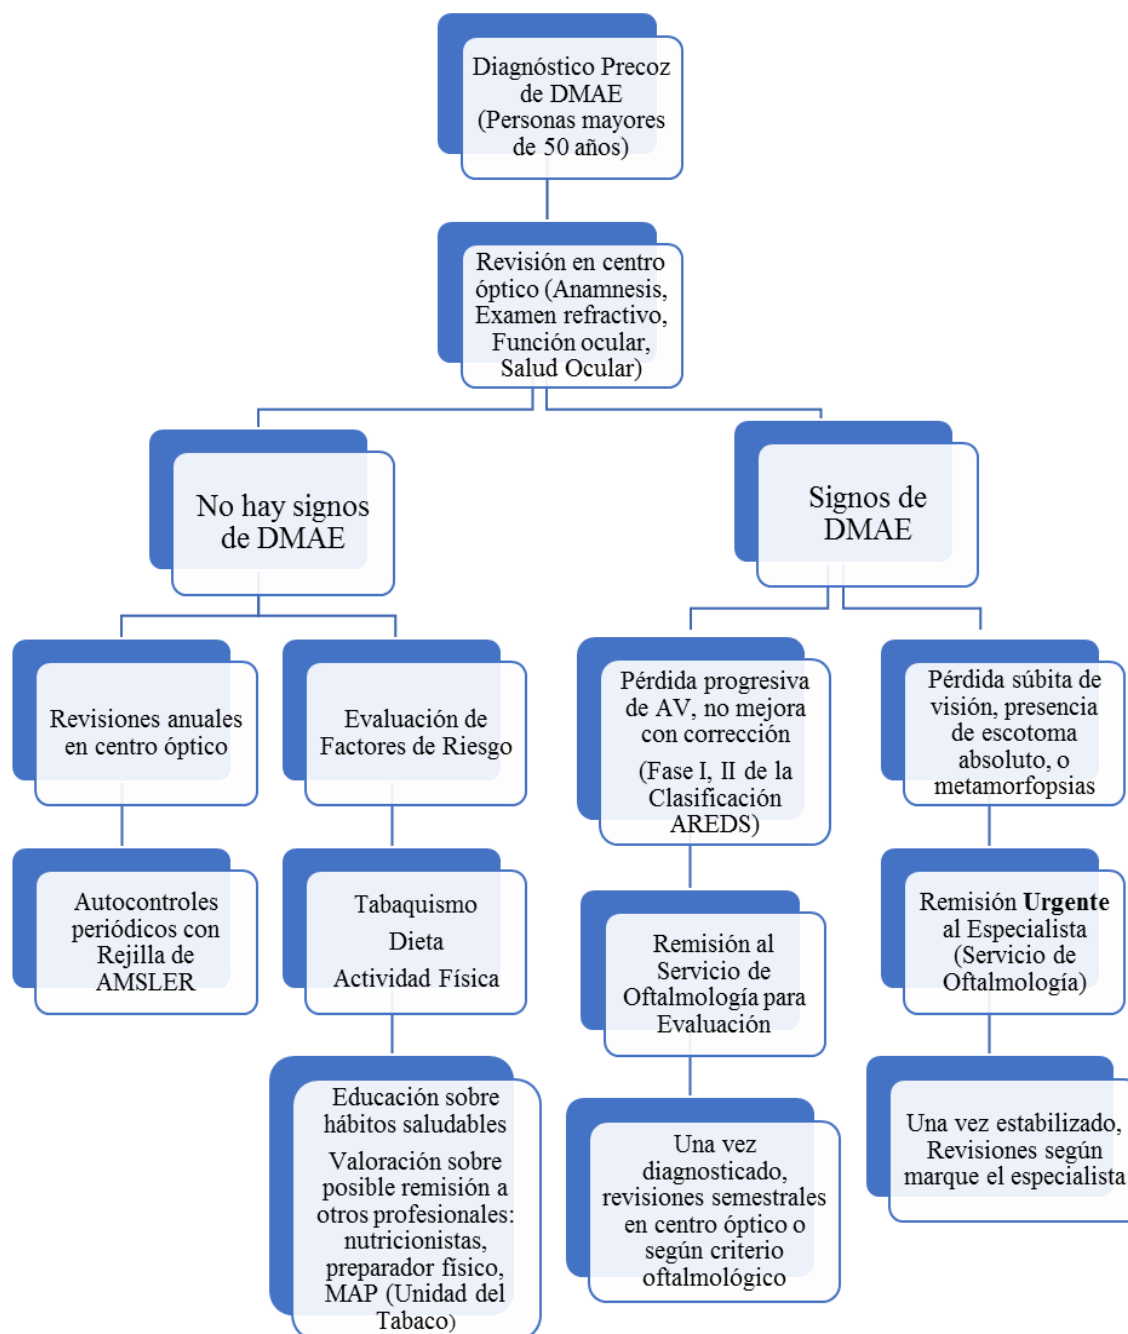 Diagnóstico Precoz
de DMAE
(Personas mayores
de 50 años)
Revisión en centro
óptico (Anamnesis,
Examen refractivo,
Función ocular,
Salud Ocular)
No hay signos
de DMAE
Signos de
DMAE
Revisiones anuales
en centro óptico
Evaluación de
Factores de Riesgo
Pérdida progresiva
de AV, no mejora
con corrección
(Fase I, II de la
Clasificación
AREDS)
Pérdida súbita de
visión, presencia
de escotoma
absoluto, o
metamorfopsias
Autocontroles
periódicos con
Rejilla de
AMSLER
Tabaquismo
Dieta
Actividad Física
Remisión al
Servicio de
Oftalmología para
Evaluación
Remisión Urgente
al Especialista
(Servicio de
Oftalmología)
Educación sobre
hábitos saludables
Valoración sobre
posible remisión a
otros profesionales:
nutricionistas,
preparador físico,
MAP (Unidad del
Tabaco)
Una vez
diagnosticado,
revisiones semestrales
en centro óptico o
según criterio
oftalmológico
Una vez estabilizado,
Revisiones según
marque el especialista